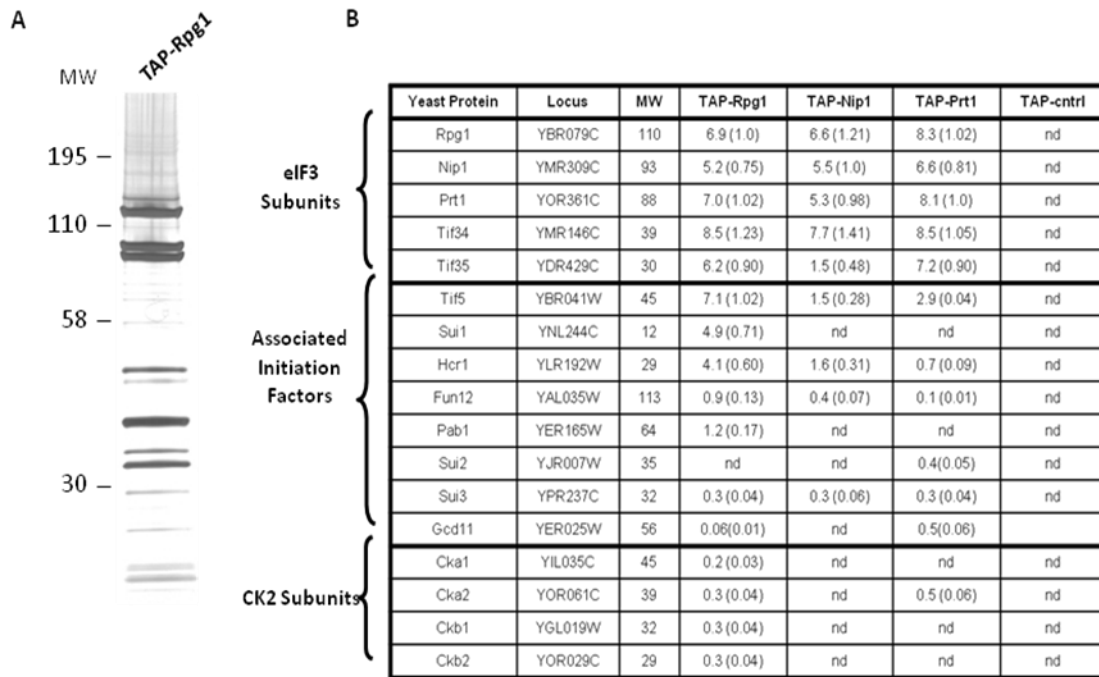 A
TAP-Rpg1
MW
195
110
58
30
B
eIF3
Subunits
Associated
Initiation
Factors
CK2 Subunits
Yeast Protein Locus MW TAP-Rpg1 TAP-Nip1 TAP-Prt1 TAP-cntrl
Rpg1 YBR079C 110 6.9 (1.0) 6.6 (1.21) 8.3 (1.02) nd
Nip1 YMR309C 93 5.2 (0.75) 5.5 (1.0) 6.6 (0.81) nd
Prt1 YOR361C 88 7.0 (1.02) 5.3 (0.98) 8.1 (1.0) nd
Tif34 YMR146C 39 8.5 (1.23) 7.7 (1.41) 8.5 (1.05) nd
Tif35 YDR429C 30 6.2 (0.90) 1.5 (0.48) 7.2 (0.90) nd
Tif5 YBR041W 45 7.1 (1.02) 1.5 (0.28) 2.9 (0.04) nd
Sui1 YNL244C 12 4.9 (0.71) nd nd nd
Hcr1 YLR192W 29 4.1 (0.60) 1.6 (0.31) 0.7 (0.09) nd
Fun12 YAL035W 113 0.9 (0.13) 0.4 (0.07) 0.1 (0.01) nd
Pab1 YER165W 64 1.2 (0.17) nd nd nd
Sui2 YJR007W 35 nd nd 0.4(0.05) nd
Sui3 YPR237C 32 0.3 (0.04) 0.3 (0.06) 0.3 (0.04) nd
Gcd11 YER025W 56 0.06(0.01) nd 0.5(0.06)
Cka1 YIL035C 45 0.2 (0.03) nd nd nd
Cka2 YOR061C 39 0.3 (0.04) nd 0.5 (0.06) nd
Ckb1 YGL019W 32 0.3 (0.04) nd nd nd
Ckb2 YOR029C 29 0.3 (0.04) nd nd nd